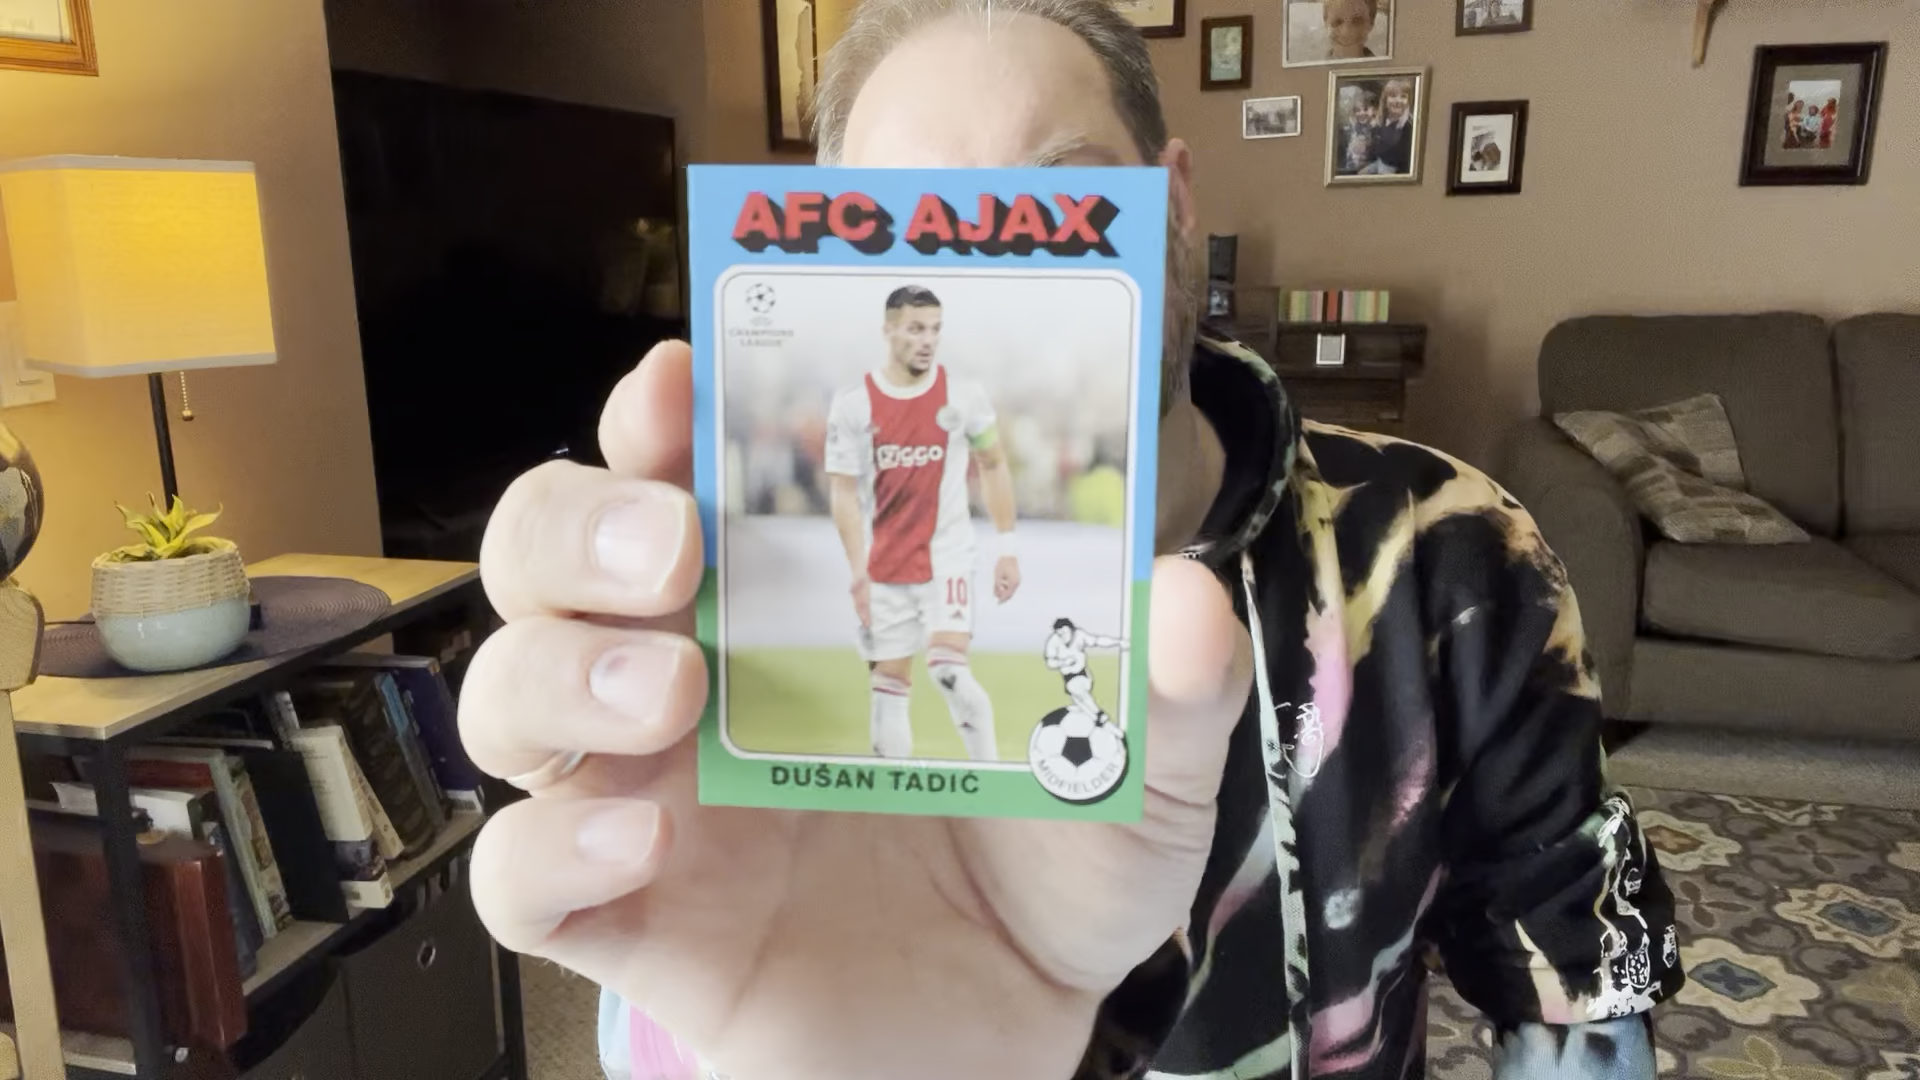 AFC AJAX
CHAMPIONS
LEAGUE
ziggo
10
MIDFIELDER
DUŠAN TADIĆ